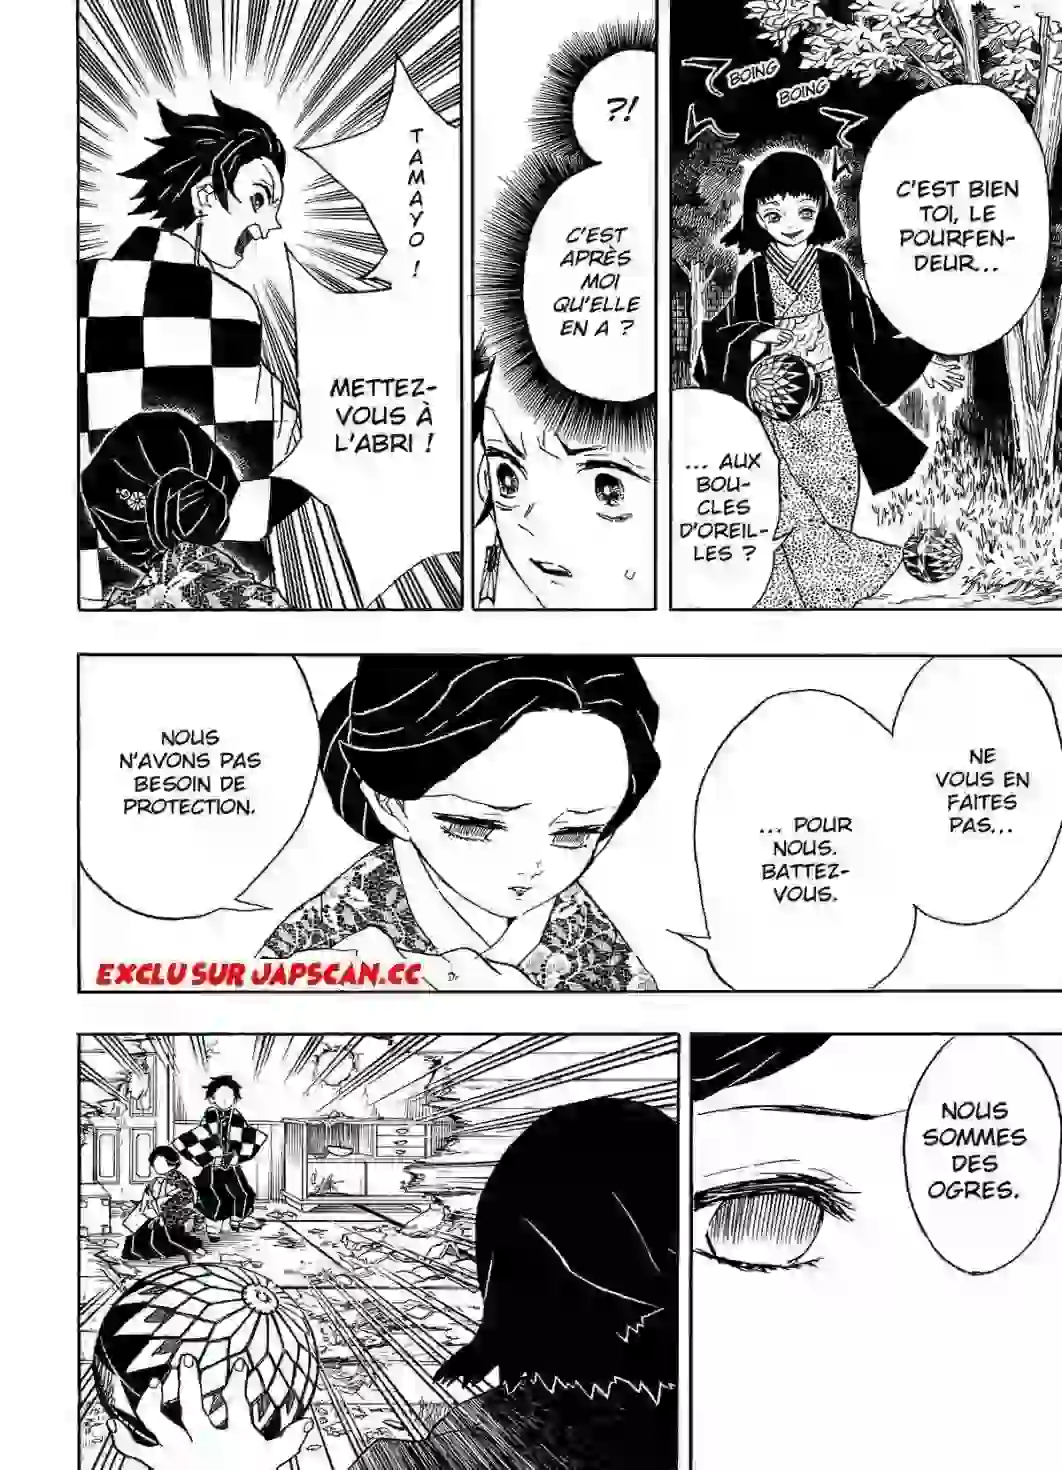 BOING
BOING
C'EST BIEN
TOI, LE
POURFEN-
DEUR...
... AUX
BOU-
CLES
D'OREIL-
LES ?
?!
C'EST
APRÈS
MOI
QU'ELLE
EN A ?
TAMAYO !
METTEZ-
VOUS À
L'ABRI !
NE
VOUS EN
FAITES
PAS...
... POUR
NOUS.
BATTEZ-
VOUS.
NOUS
N'AVONS PAS
BESOIN DE
PROTECTION.
EXCLU SUR JAPSCAN.CC
NOUS
SOMMES
DES
OGRES.